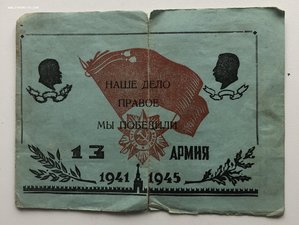 НАШЕ ДЕЛО
ПРАВОЕ
МЫ ПОБЕДИЛИ
13 АРМИЯ
1941 1945